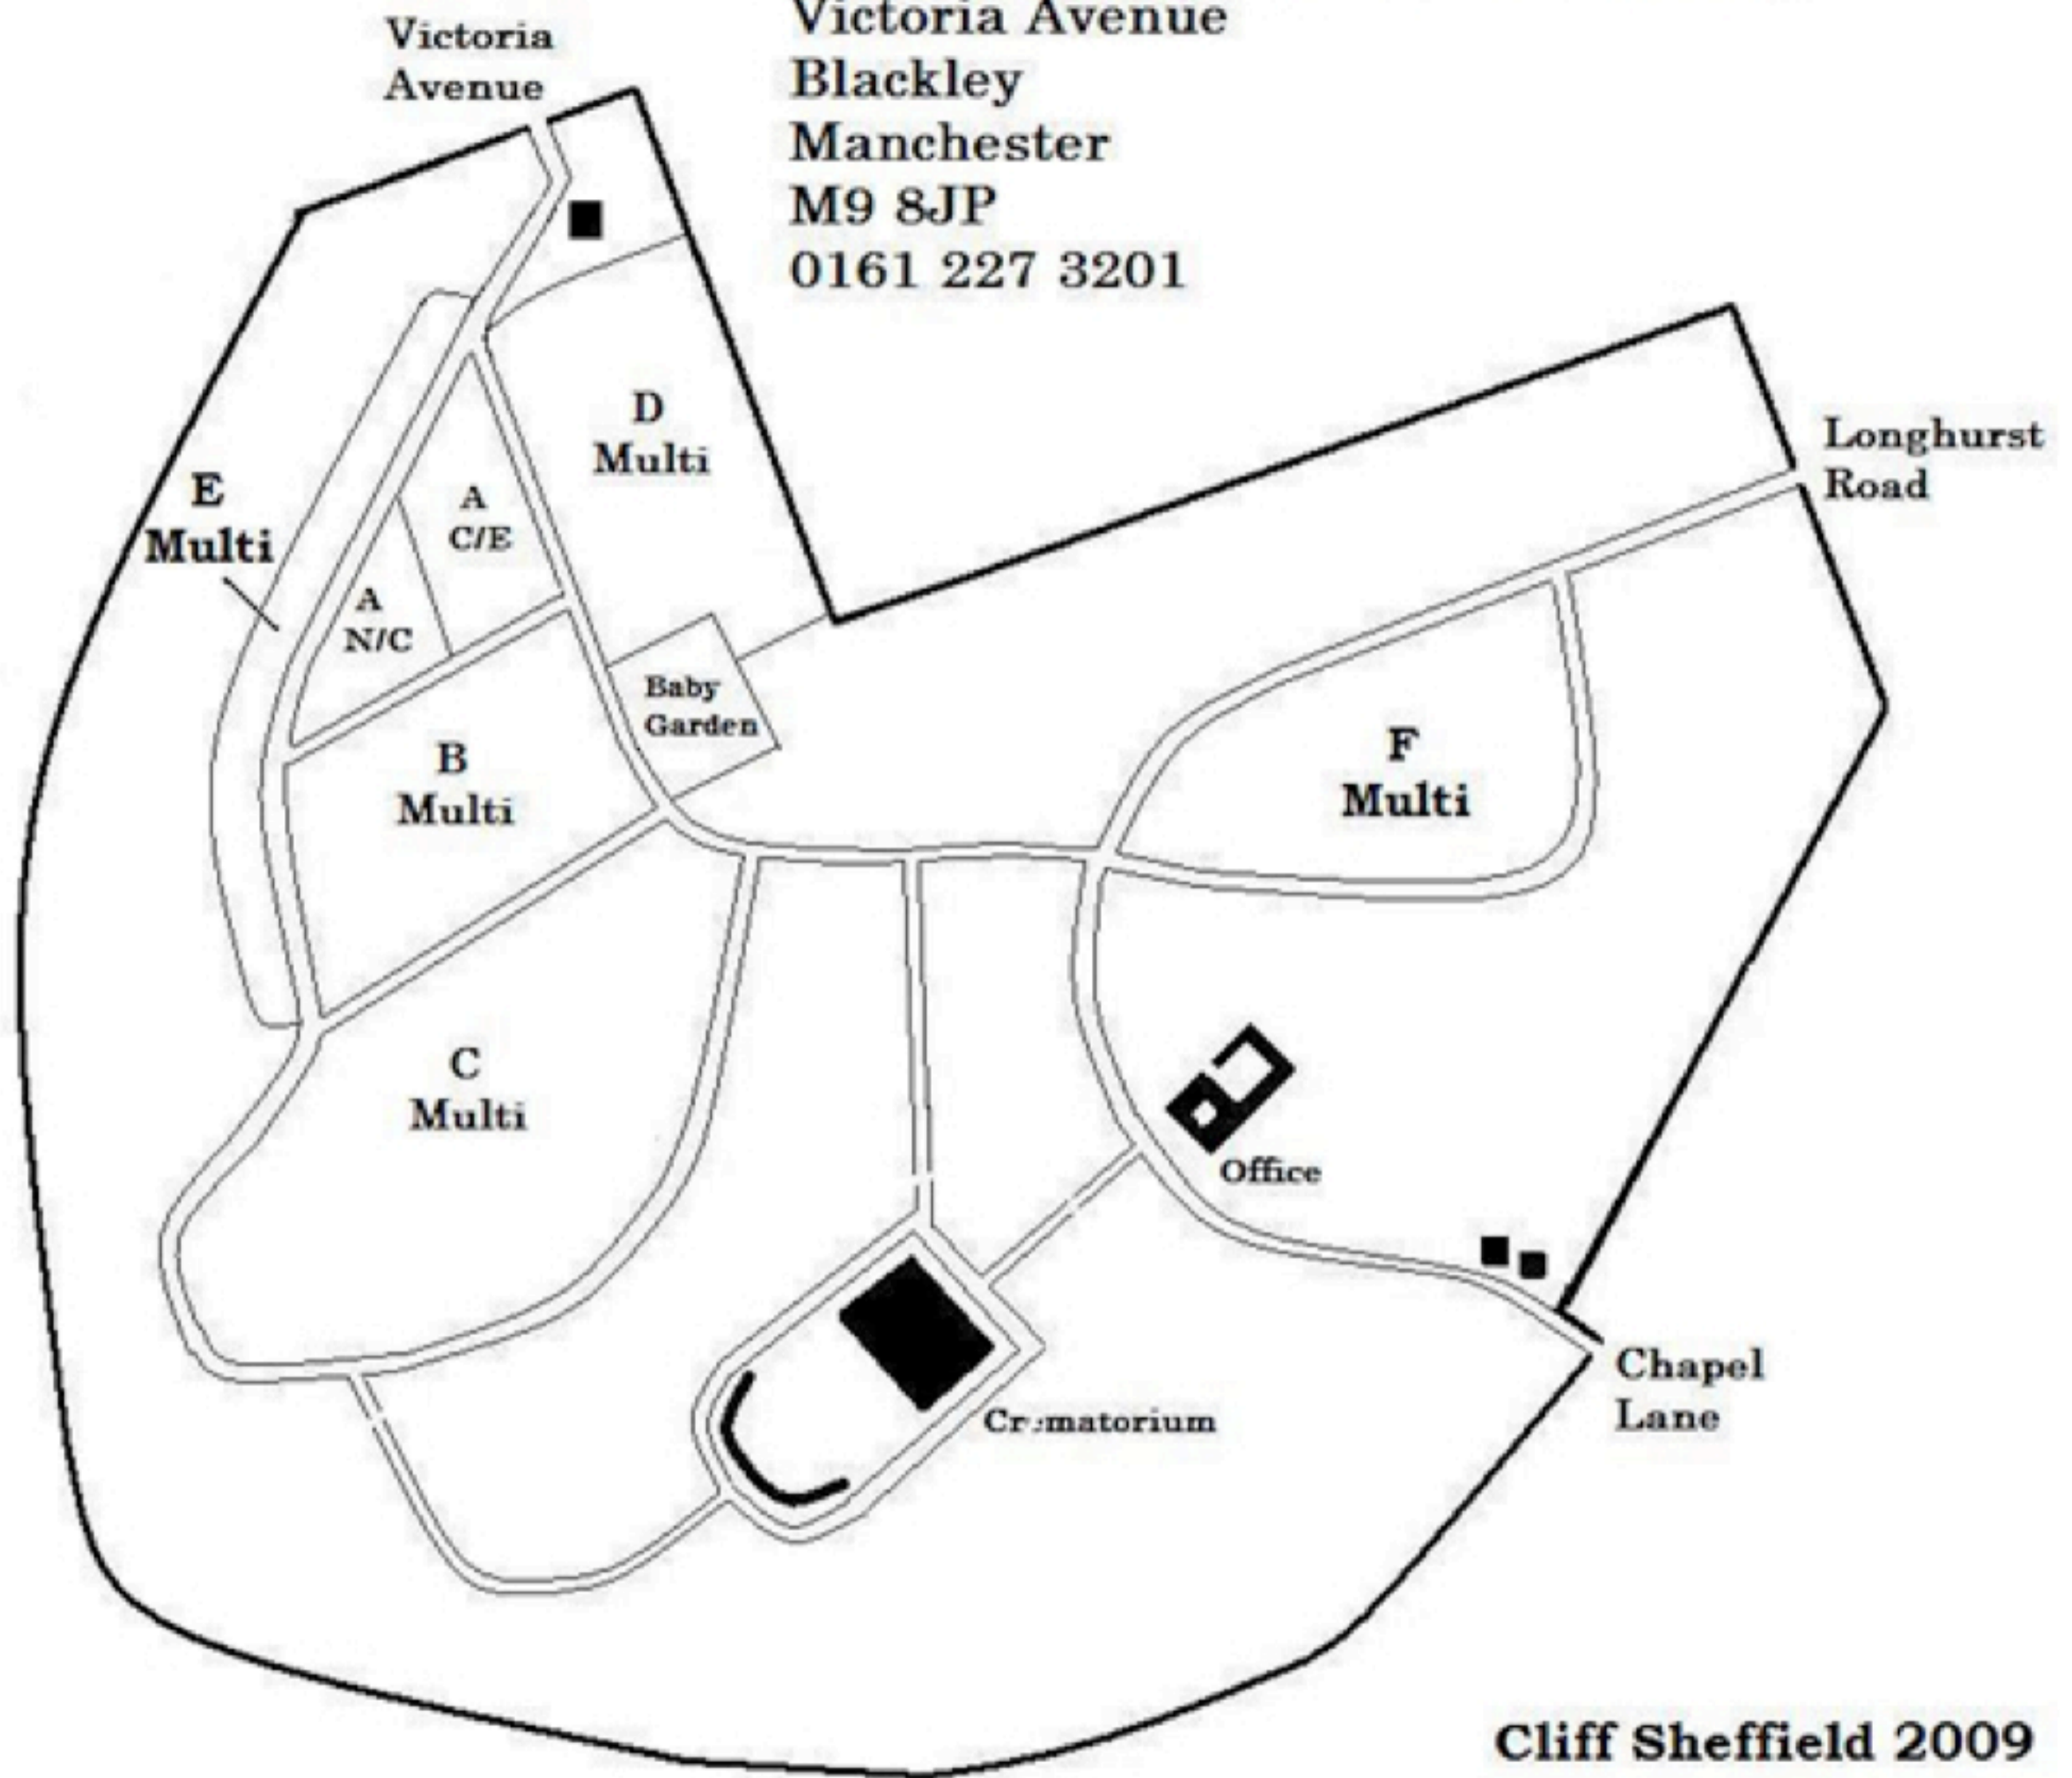 Victoria Avenue
Blackley
Manchester
M9 8JP
0161 227 3201
Victoria
Avenue
Longhurst
Road
D
Multi
E
Multi
A
C/E
A
N/C
Baby
Garden
B
Multi
F
Multi
C
Multi
Office
Chapel
Lane
Crematorium
Cliff Sheffield 2009